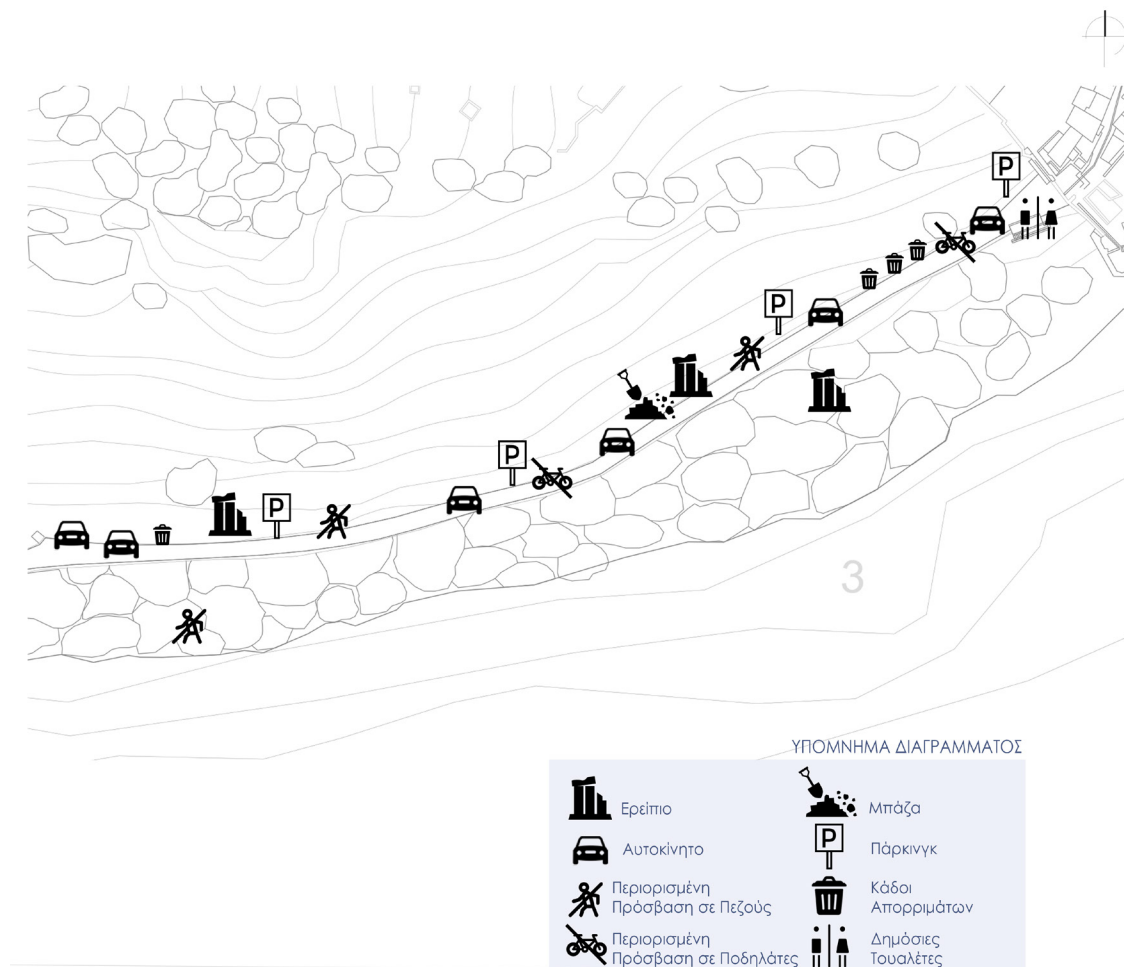 P
P
P
P
3
ΥΠΟΜΝΗΜΑ ΔΙΑΓΡΑΜΜΑΤΟΣ
Ερείπιο
Μπάζα
Αυτοκίνητο
P
Πάρκινγκ
Περιορισμένη
Πρόσβαση σε Πεζούς
Κάδοι
Απορριμάτων
Περιορισμένη
Πρόσβαση σε Ποδηλάτες
Δημόσιες
Τουαλέτες